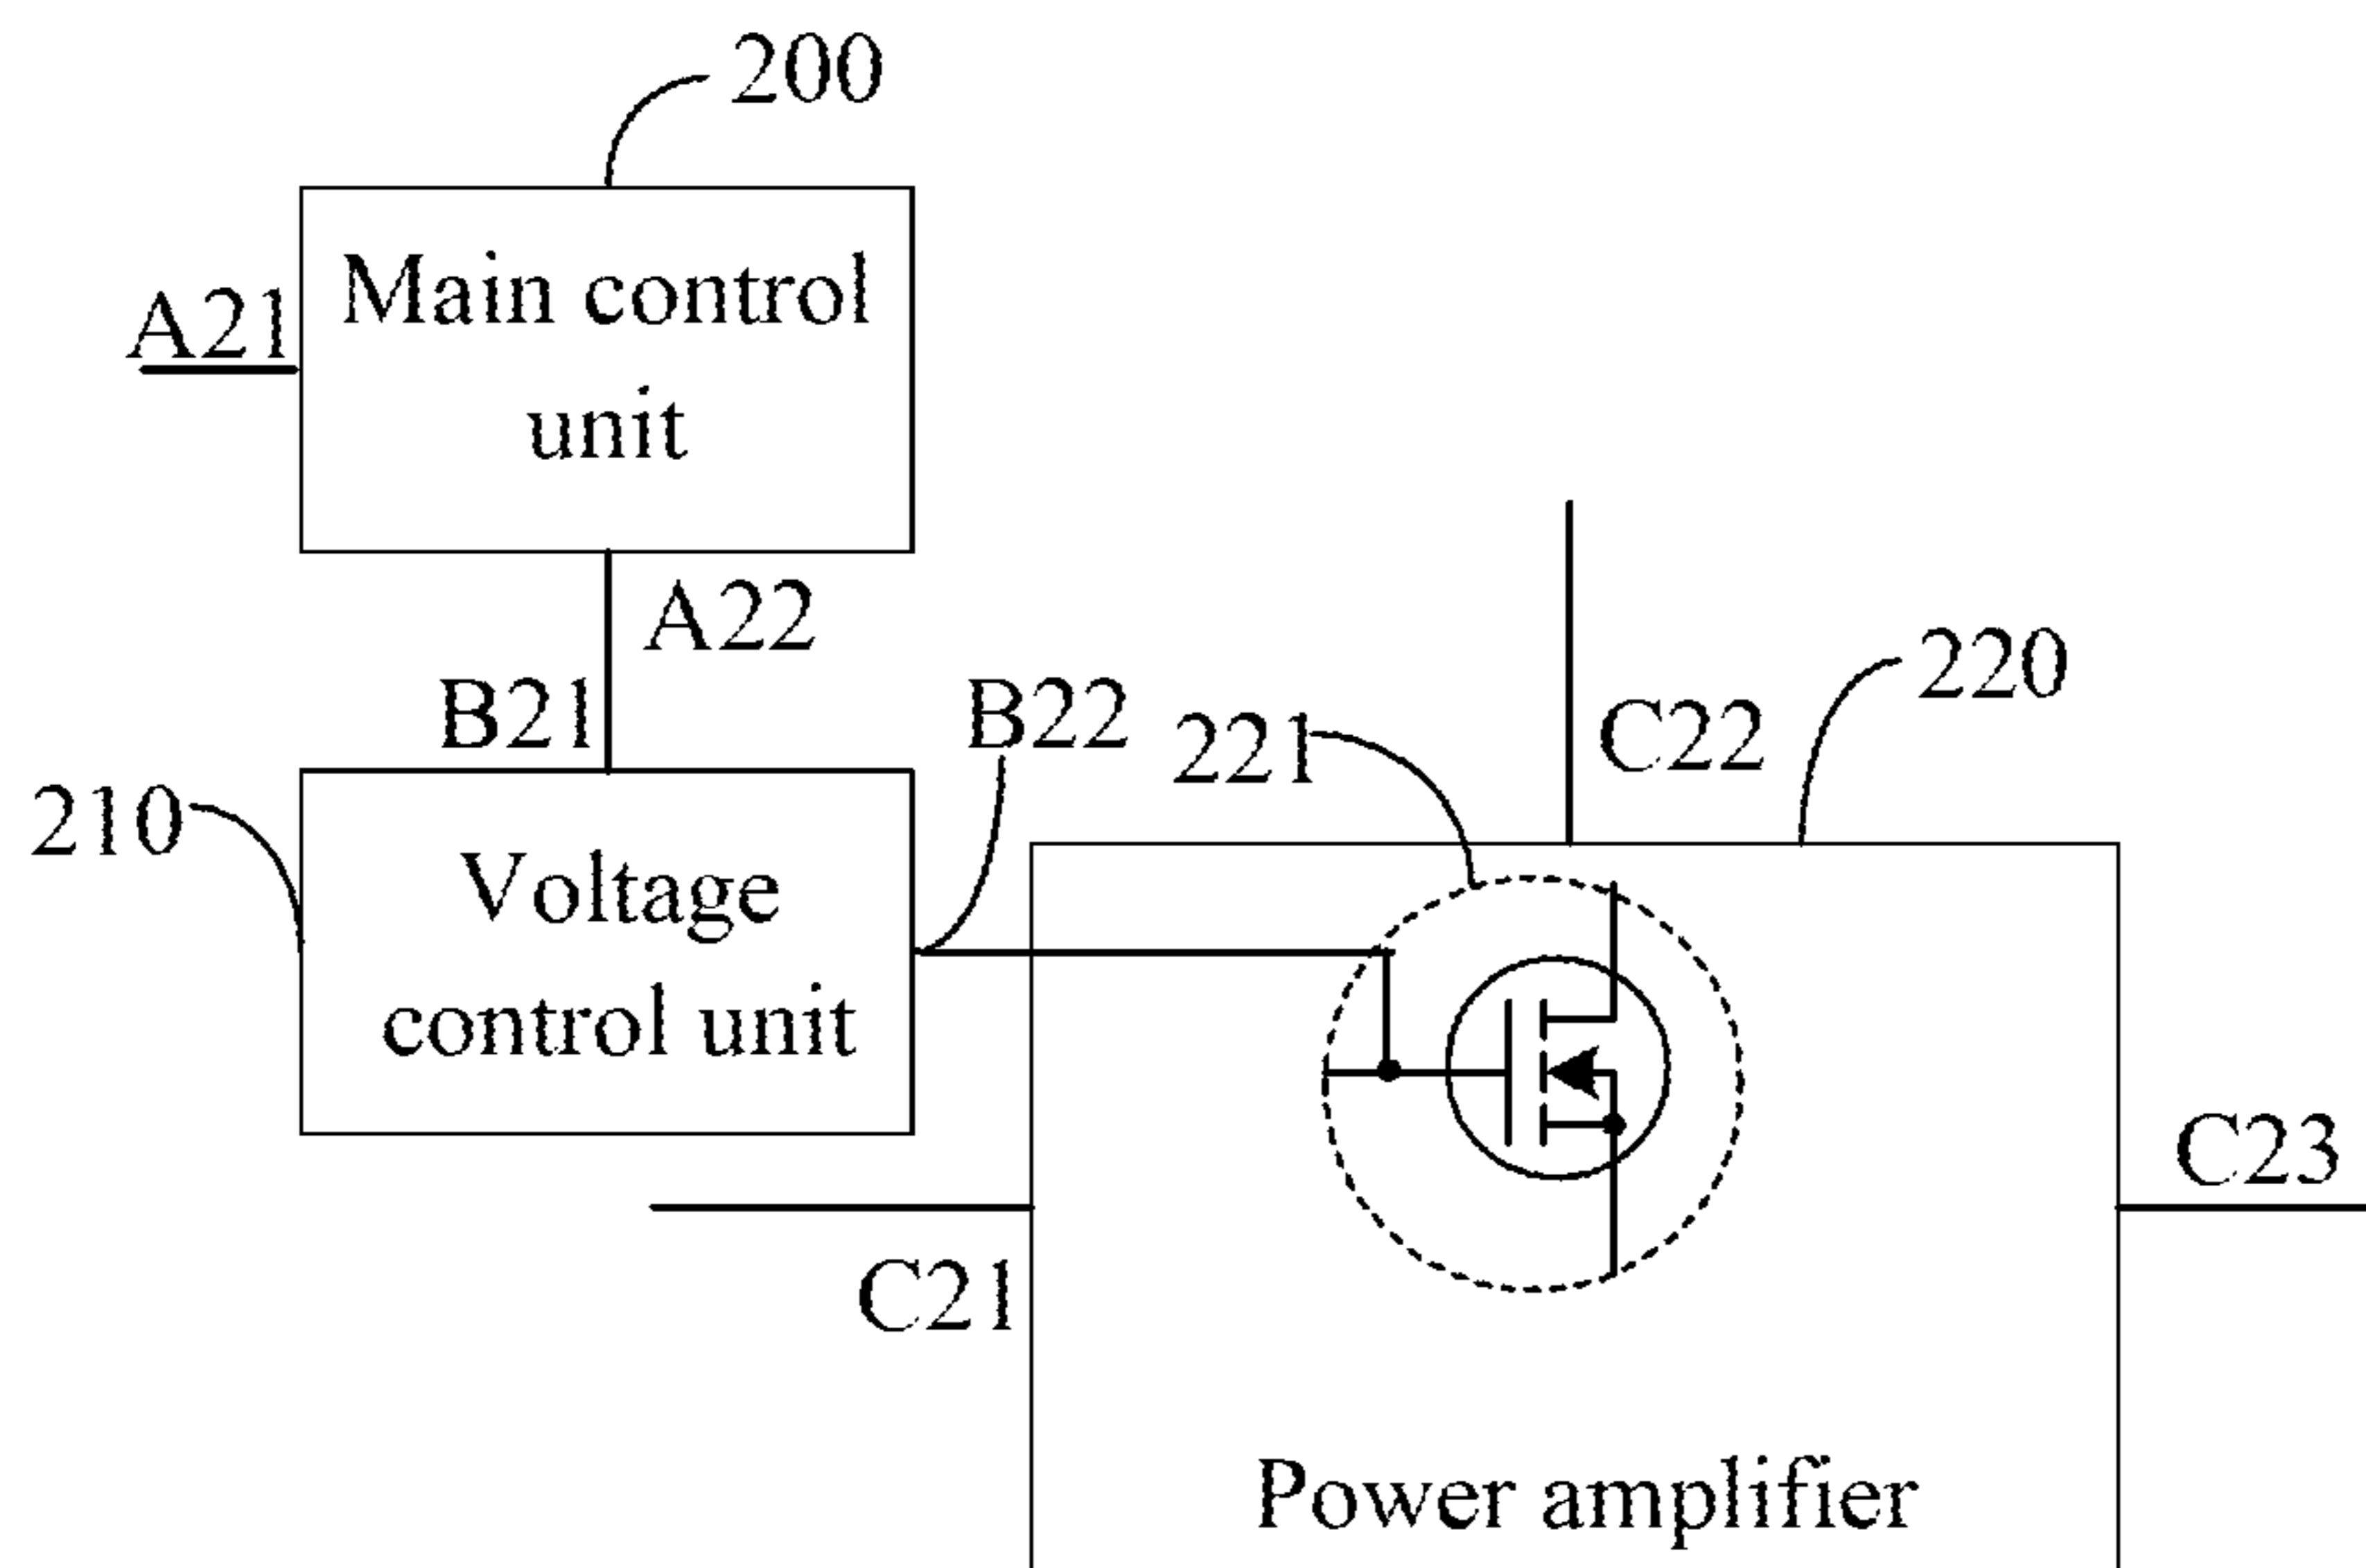 200
Main control
unit
A21
A22
B21
B22
221
C22
220
210
Voltage
control unit
C23
C21
Power amplifier